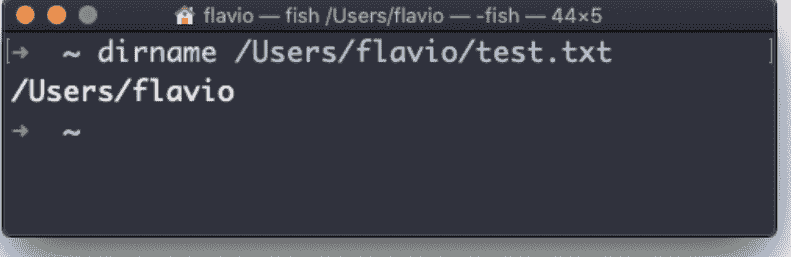 flavio — fish /Users/flavio — -fish — 44×5
[➜  ~ dirname /Users/flavio/test.txt ]
/Users/flavio
➜  ~